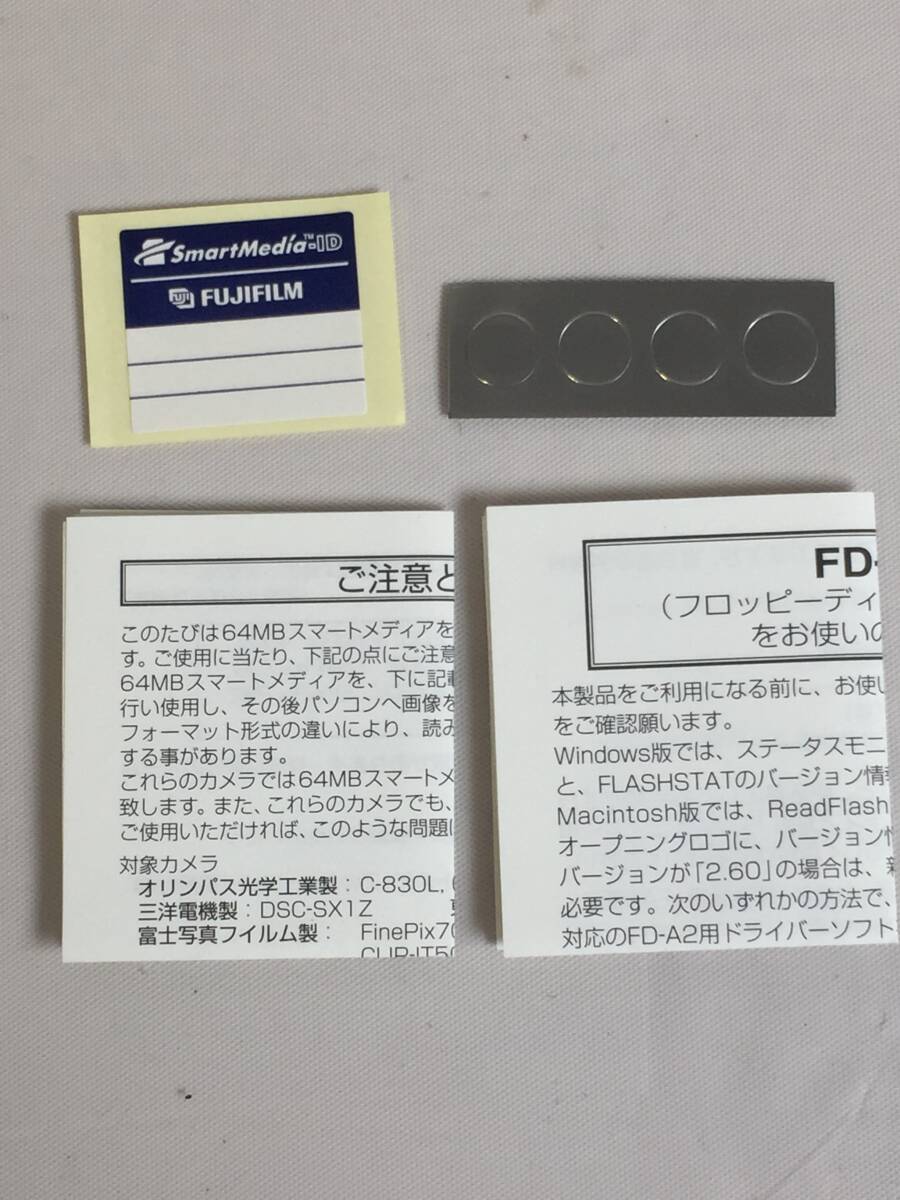 SmartMedia™-ID
FUJI FUJIFILM
ご注意と
このたびは64MBスマートメディアを
す。ご使用に当たり、下記の点にご注意
64MBスマートメディアを、下に記載
行い使用し、その後パソコンへ画像を
フォーマット形式の違いにより、読み
する事があります。
これらのカメラでは64MBスマートメ
致します。また、これらのカメラでも、
ご使用いただければ、このような問題は
対象カメラ
オリンパス光学工業製：C-830L,
三洋電機製：DSC-SX1Z
富士写真フイルム製： FinePix70
CLIP-IT50
FD-
（フロッピーディ
をお使いの
本製品をご利用になる前に、お使い
をご確認願います。
Windows版では、ステータスモニ
と、FLASHSTATのバージョン情報
Macintosh版では、ReadFlash
オープニングロゴに、バージョン情
バージョンが「2.60」の場合は、新
必要です。次のいずれかの方法で、
対応のFD-A2用ドライバーソフト